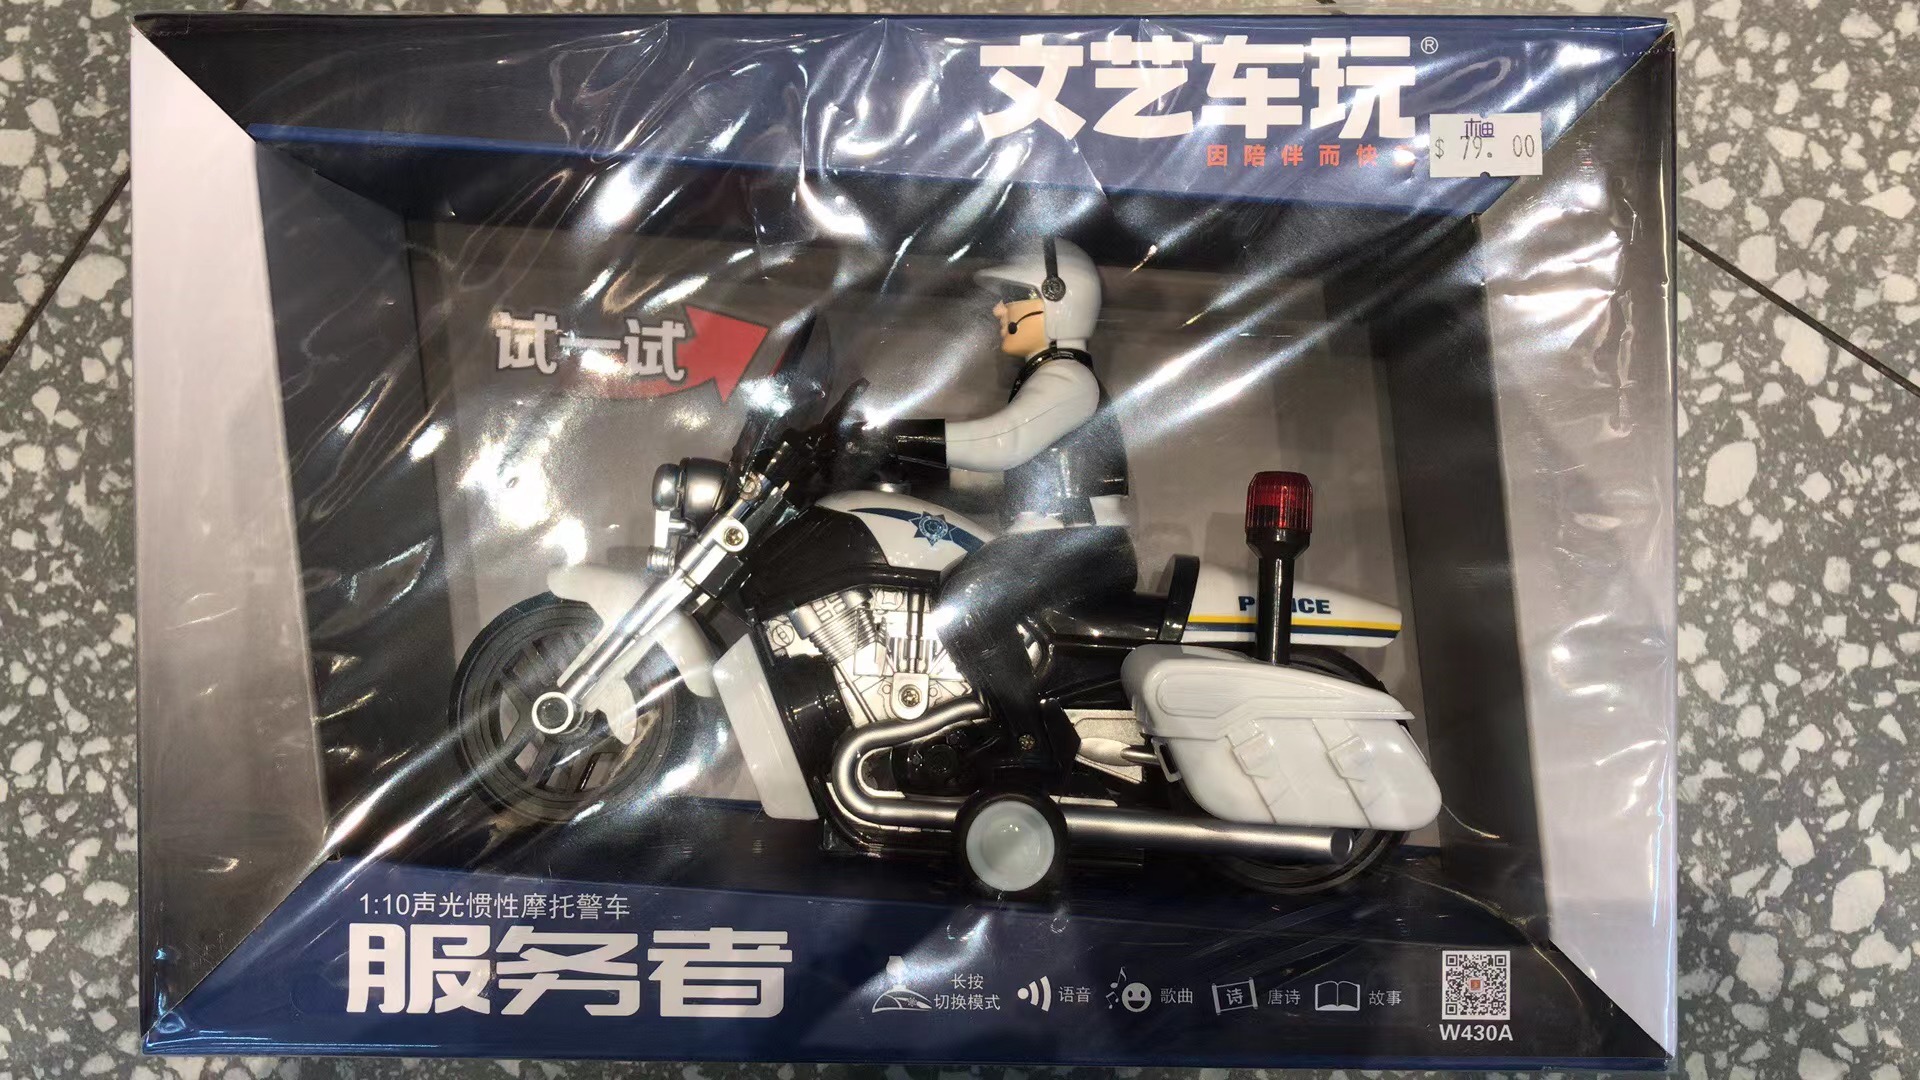 文艺车玩®
因陪伴而快
木迪
$ 79.00
试一试
POLICE
1:10声光惯性摩托警车
服务者
长按
切换模式
语音
歌曲
诗
唐诗
故事
W430A